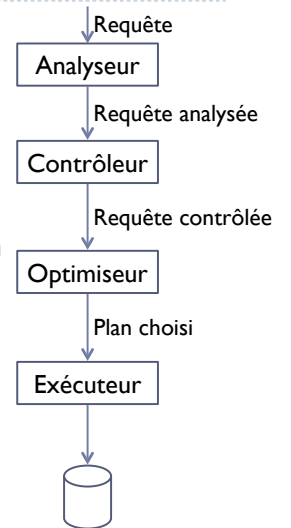 Requête
Analyseur
Requête analysée
Contrôleur
Requête contrôlée
Optimiseur
Plan choisi
Exécuteur